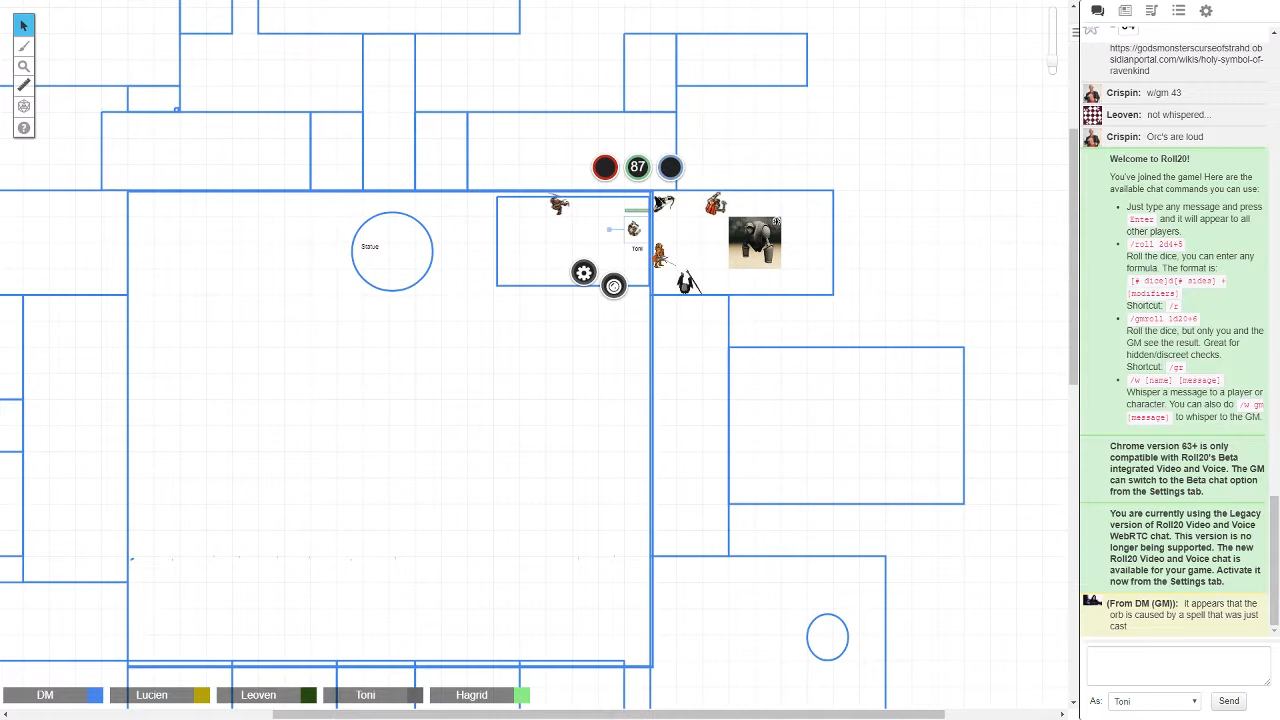 https://godsmonsterscurseofstrahd.ob
sidianportal.com/wikis/holy-symbol-of-
ravenkind
Crispin: w/gm 43
Leoven: not whispered...
Crispin: Orc's are loud
Welcome to Roll20!
You've joined the game! Here are the
available chat commands you can
use:
Just type any message and press
Enter and it will appear to all
other players.
/roll 2d4+5
Roll the dice, you can enter any
formula. The format is:
[# dice]d[# sides] +
[modifiers]
Shortcut: /r
/gmroll 1d20+6
Roll the dice, but only you and the
GM see the result. Great for
hidden/discreet checks.
Shortcut: /gr
/w [name] [message]
Whisper a message to a player or
character. You can also do /w gm
[message] to whisper to the GM.
Chrome version 63+ is only
compatible with Roll20's Beta
integrated Video and Voice. The GM
can switch to the Beta chat option
from the Settings tab.
You are currently using the Legacy
version of Roll20 Video and Voice
WebRTC chat. This version is no
longer being supported. The new
Roll20 Video and Voice chat is
available for your game. Activate it
now from the Settings tab.
(From DM (GM)): it appears that the
orb is caused by a spell that was just
cast
As: Toni Send
87
Statue
Toni
DM Lucien Leoven Toni Hagrid